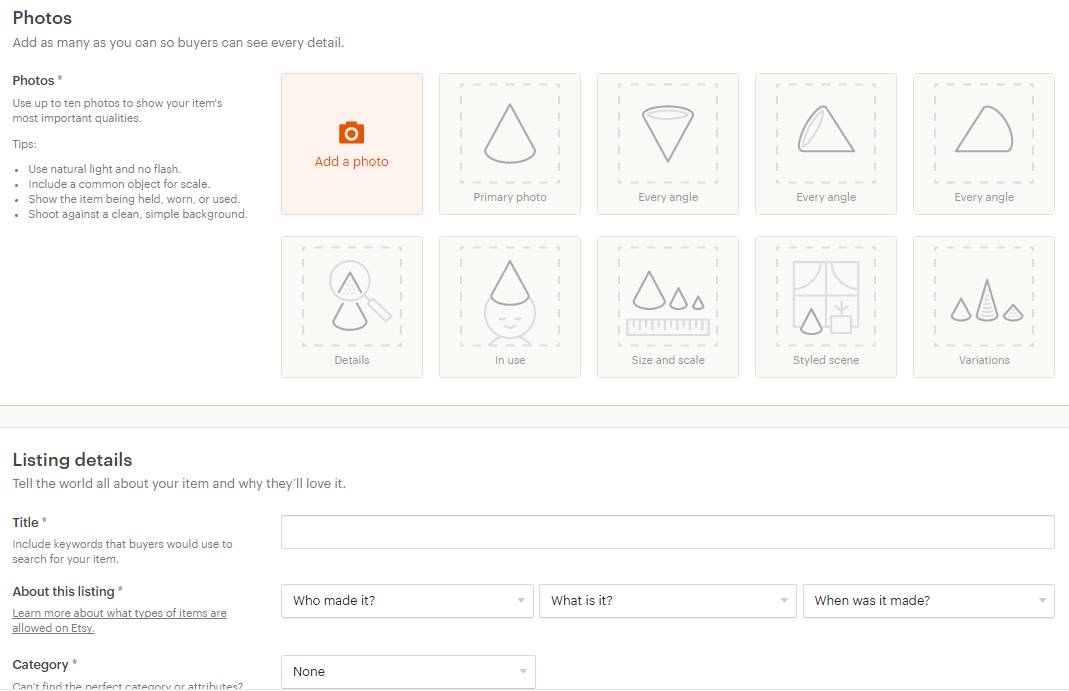 Photos
Add as many as you can so buyers can see every detail.
Photos *
Use up to ten photos to show your item's
most important qualities.
Tips:
Use natural light and no flash.
Include a common object for scale.
Show the item being held, worn, or used.
Shoot against a clean, simple background.
Add a photo
Primary photo
Every angle
Every angle
Every angle
Details
In use
Size and scale
Styled scene
Variations
Listing details
Tell the world all about your item and why they’ll love it.
Title *
Include keywords that buyers would use to
search for your item.
About this listing *
Learn more about what types of items are
allowed on Etsy.
Who made it?
What is it?
When was it made?
Category *
None
Can’t find the perfect category or attributes?